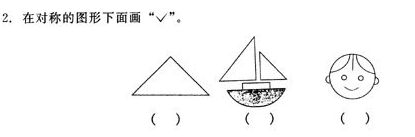 2. 在对称的图形下面画“✓”。
( ) ( ) ( )